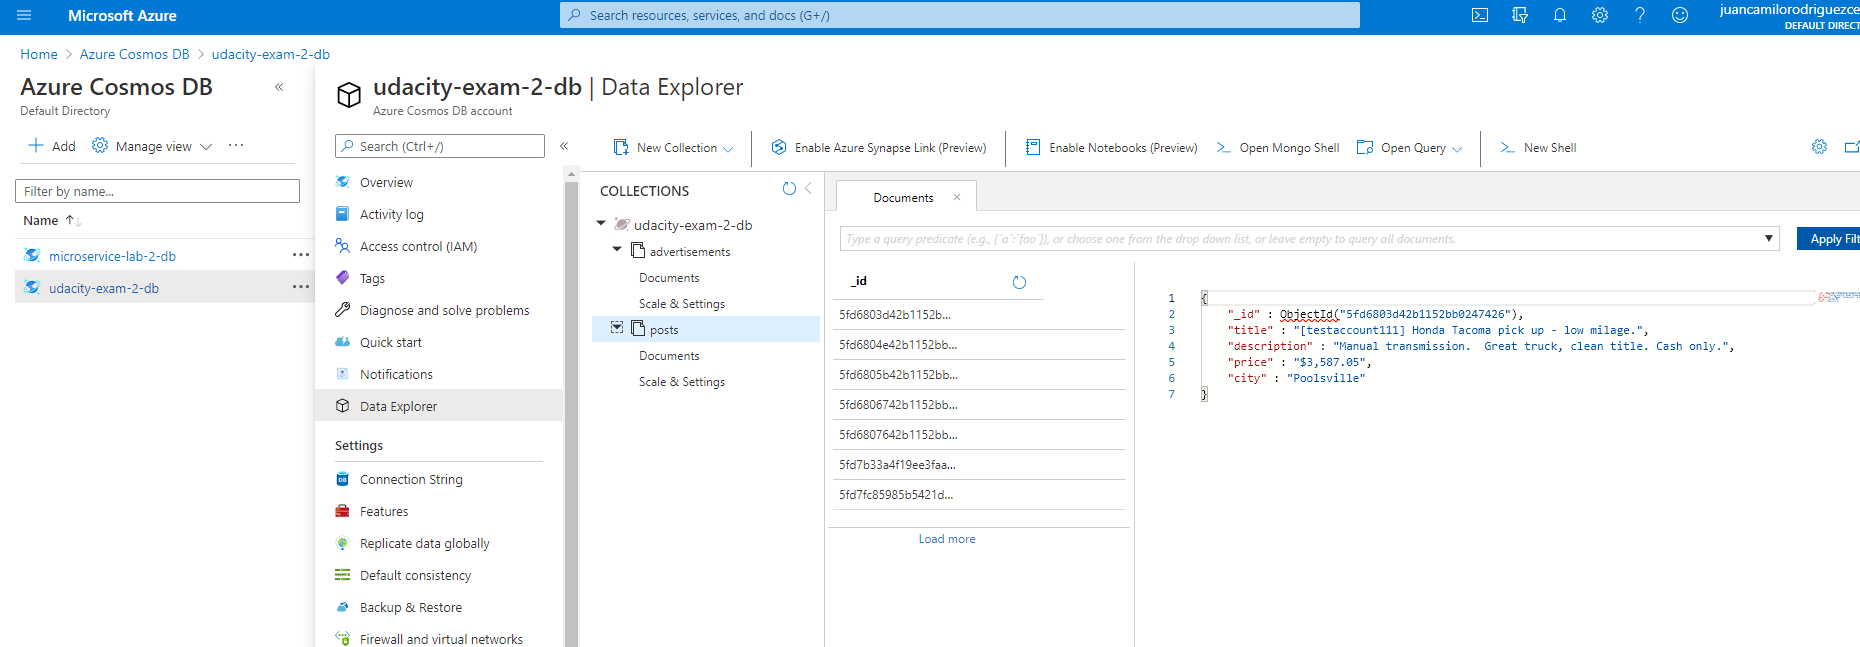 Microsoft Azure
Search resources, services, and docs (G+/)
juancamilorodriguezce
DEFAULT DIRECT
Home > Azure Cosmos DB > udacity-exam-2-db
Azure Cosmos DB
Default Directory
Add
Manage view
Filter by name...
Name
microservice-lab-2-db
udacity-exam-2-db
udacity-exam-2-db | Data Explorer
Azure Cosmos DB account
Search (Ctrl+/)
Overview
Activity log
Access control (IAM)
Tags
Diagnose and solve problems
Quick start
Notifications
Data Explorer
Settings
Connection String
Features
Replicate data globally
Default consistency
Backup & Restore
Firewall and virtual networks
New Collection
Enable Azure Synapse Link (Preview)
Enable Notebooks (Preview)
Open Mongo Shell
Open Query
New Shell
COLLECTIONS
udacity-exam-2-db
advertisements
Documents
Scale & Settings
posts
Documents
Scale & Settings
Documents
Type a query predicate (e.g., {´a´:´foo´}), or choose one from the drop down list, or leave empty to query all documents.
Apply Filt
_id
5fd6803d42b1152b...
5fd6804e42b1152bb...
5fd6805b42b1152bb...
5fd6806742b1152bb...
5fd6807642b1152bb...
5fd7b33a4f19ee3faa...
5fd7fc85985b5421d...
Load more
1 {
2 "_id" : ObjectId("5fd6803d42b1152bb0247426"),
3 "title" : "[testaccount111] Honda Tacoma pick up - low milage.",
4 "description" : "Manual transmission.  Great truck, clean title. Cash only.",
5 "price" : "$3,587.05",
6 "city" : "Poolsville"
7 }